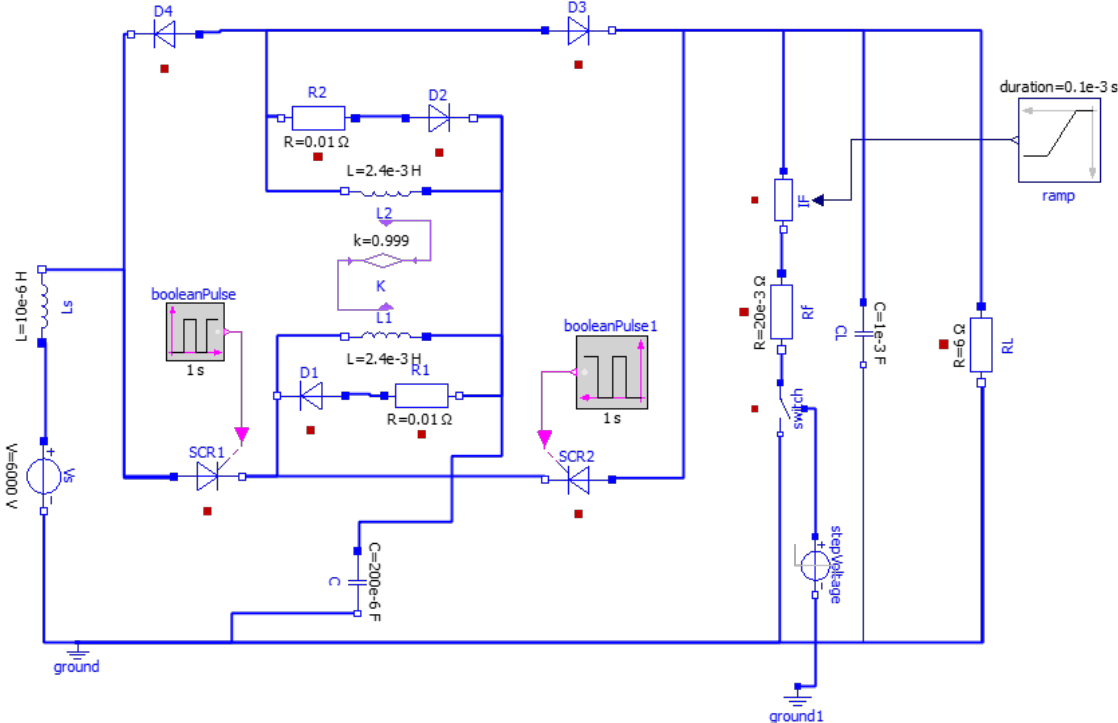 D4
D3
duration=0.1e-3 s
R2
D2
R=0.01 Ω
L=2.4e-3 H
ramp
IF
L2
k=0.999
K
L=10e-6 H
Ls
booleanPulse
1 s
L1
L=2.4e-3 H
booleanPulse1
1 s
R=20e-3 Ω
Rf
C=1e-3 F
CL
R=6 Ω
RL
D1
R1
R=0.01 Ω
switch
SCR1
SCR2
V=6000 V
Vs
+
-
C=200e-6 F
C
stepVoltage
+
-
ground
ground1